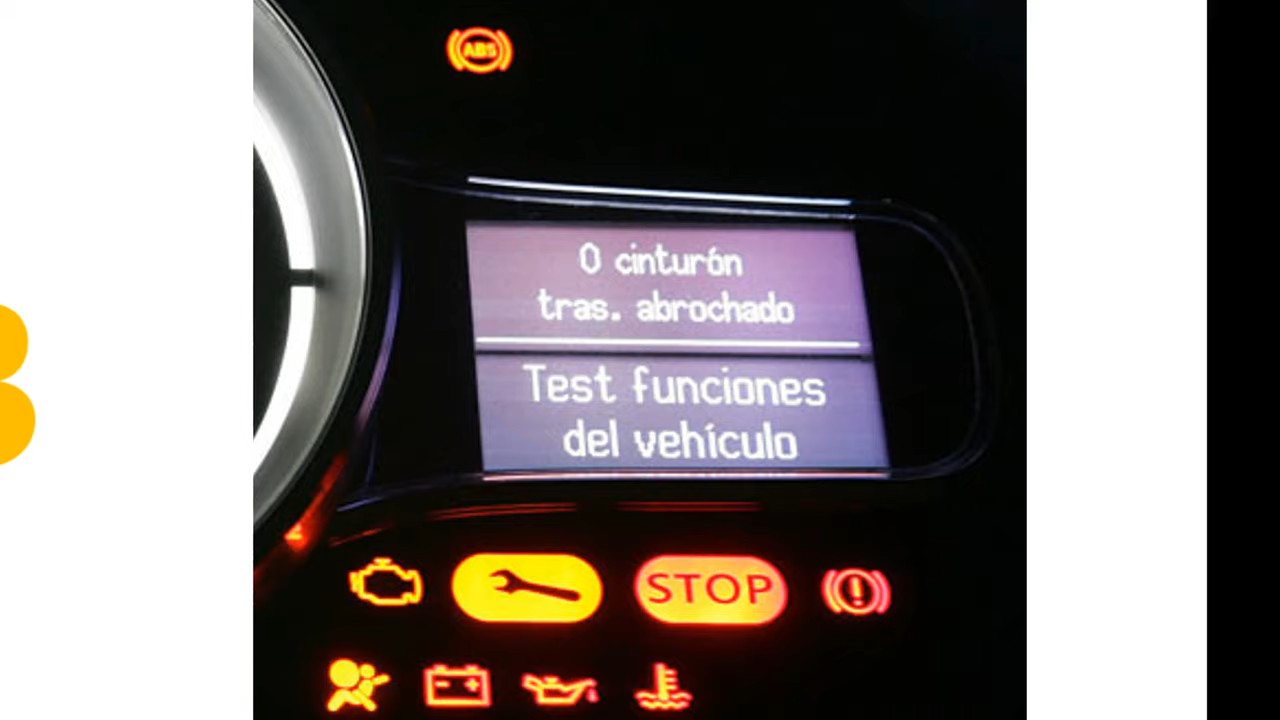 ABS
0 cinturón
tras. abrochado
Test funciones
del vehículo
STOP